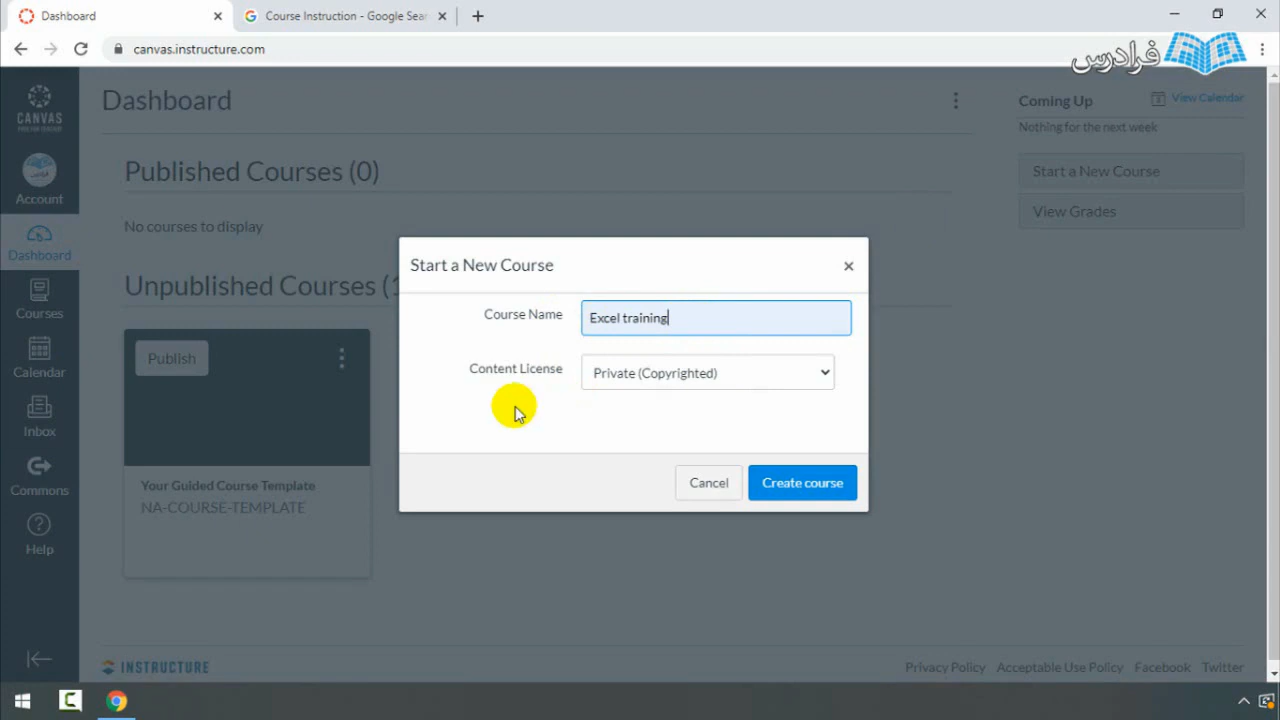 Dashboard
Course Instruction - Google Sear
canvas.instructure.com
فرادرس
CANVAS
Account
Dashboard
Courses
Calendar
Inbox
Commons
Help
Dashboard
Published Courses (0)
No courses to display
Unpublished Courses (1
Publish
Your Guided Course Template
NA-COURSE-TEMPLATE
Coming Up
View Calendar
Nothing for the next week
Start a New Course
View Grades
Start a New Course
Course Name
Excel training
Content License
Private (Copyrighted)
Cancel
Create course
INSTRUCTURE
Privacy Policy Acceptable Use Policy Facebook Twitter